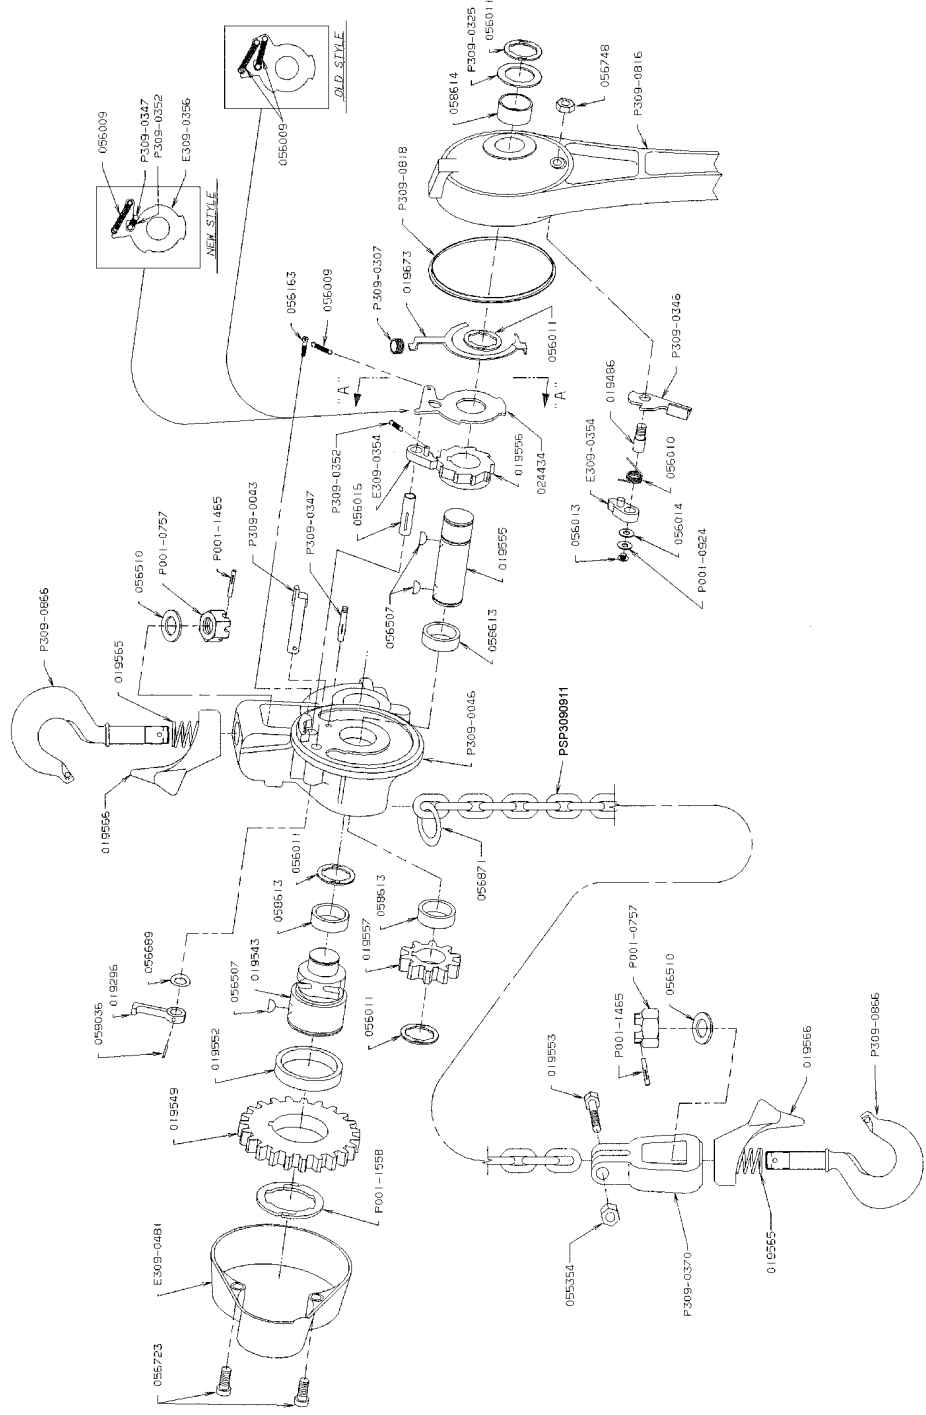 056011
P309-0325
058614
056748
P309-0816
OLD STYLE
056009
056009
P309-0347
P309-0352
E309-0356
NEW STYLE
P309-0818
019673
P309-0307
056009
056163
056011
"A"
"A"
P309-0346
019486
E309-0354
056010
056013
056014
P001-0924
P309-0352
E309-0354
056015
019556
024434
019555
056507
058613
P309-0347
P309-0043
P001-1465
P001-0757
056510
P309-0866
019565
019566
P309-0046
PSP3090911
056871
056011
058613
058613
019557
056011
019543
056507
056689
019296
059036
019552
019549
P001-1558
E309-0481
056723
P001-0757
056510
P001-1465
019553
019566
P309-0866
055354
P309-0370
019565